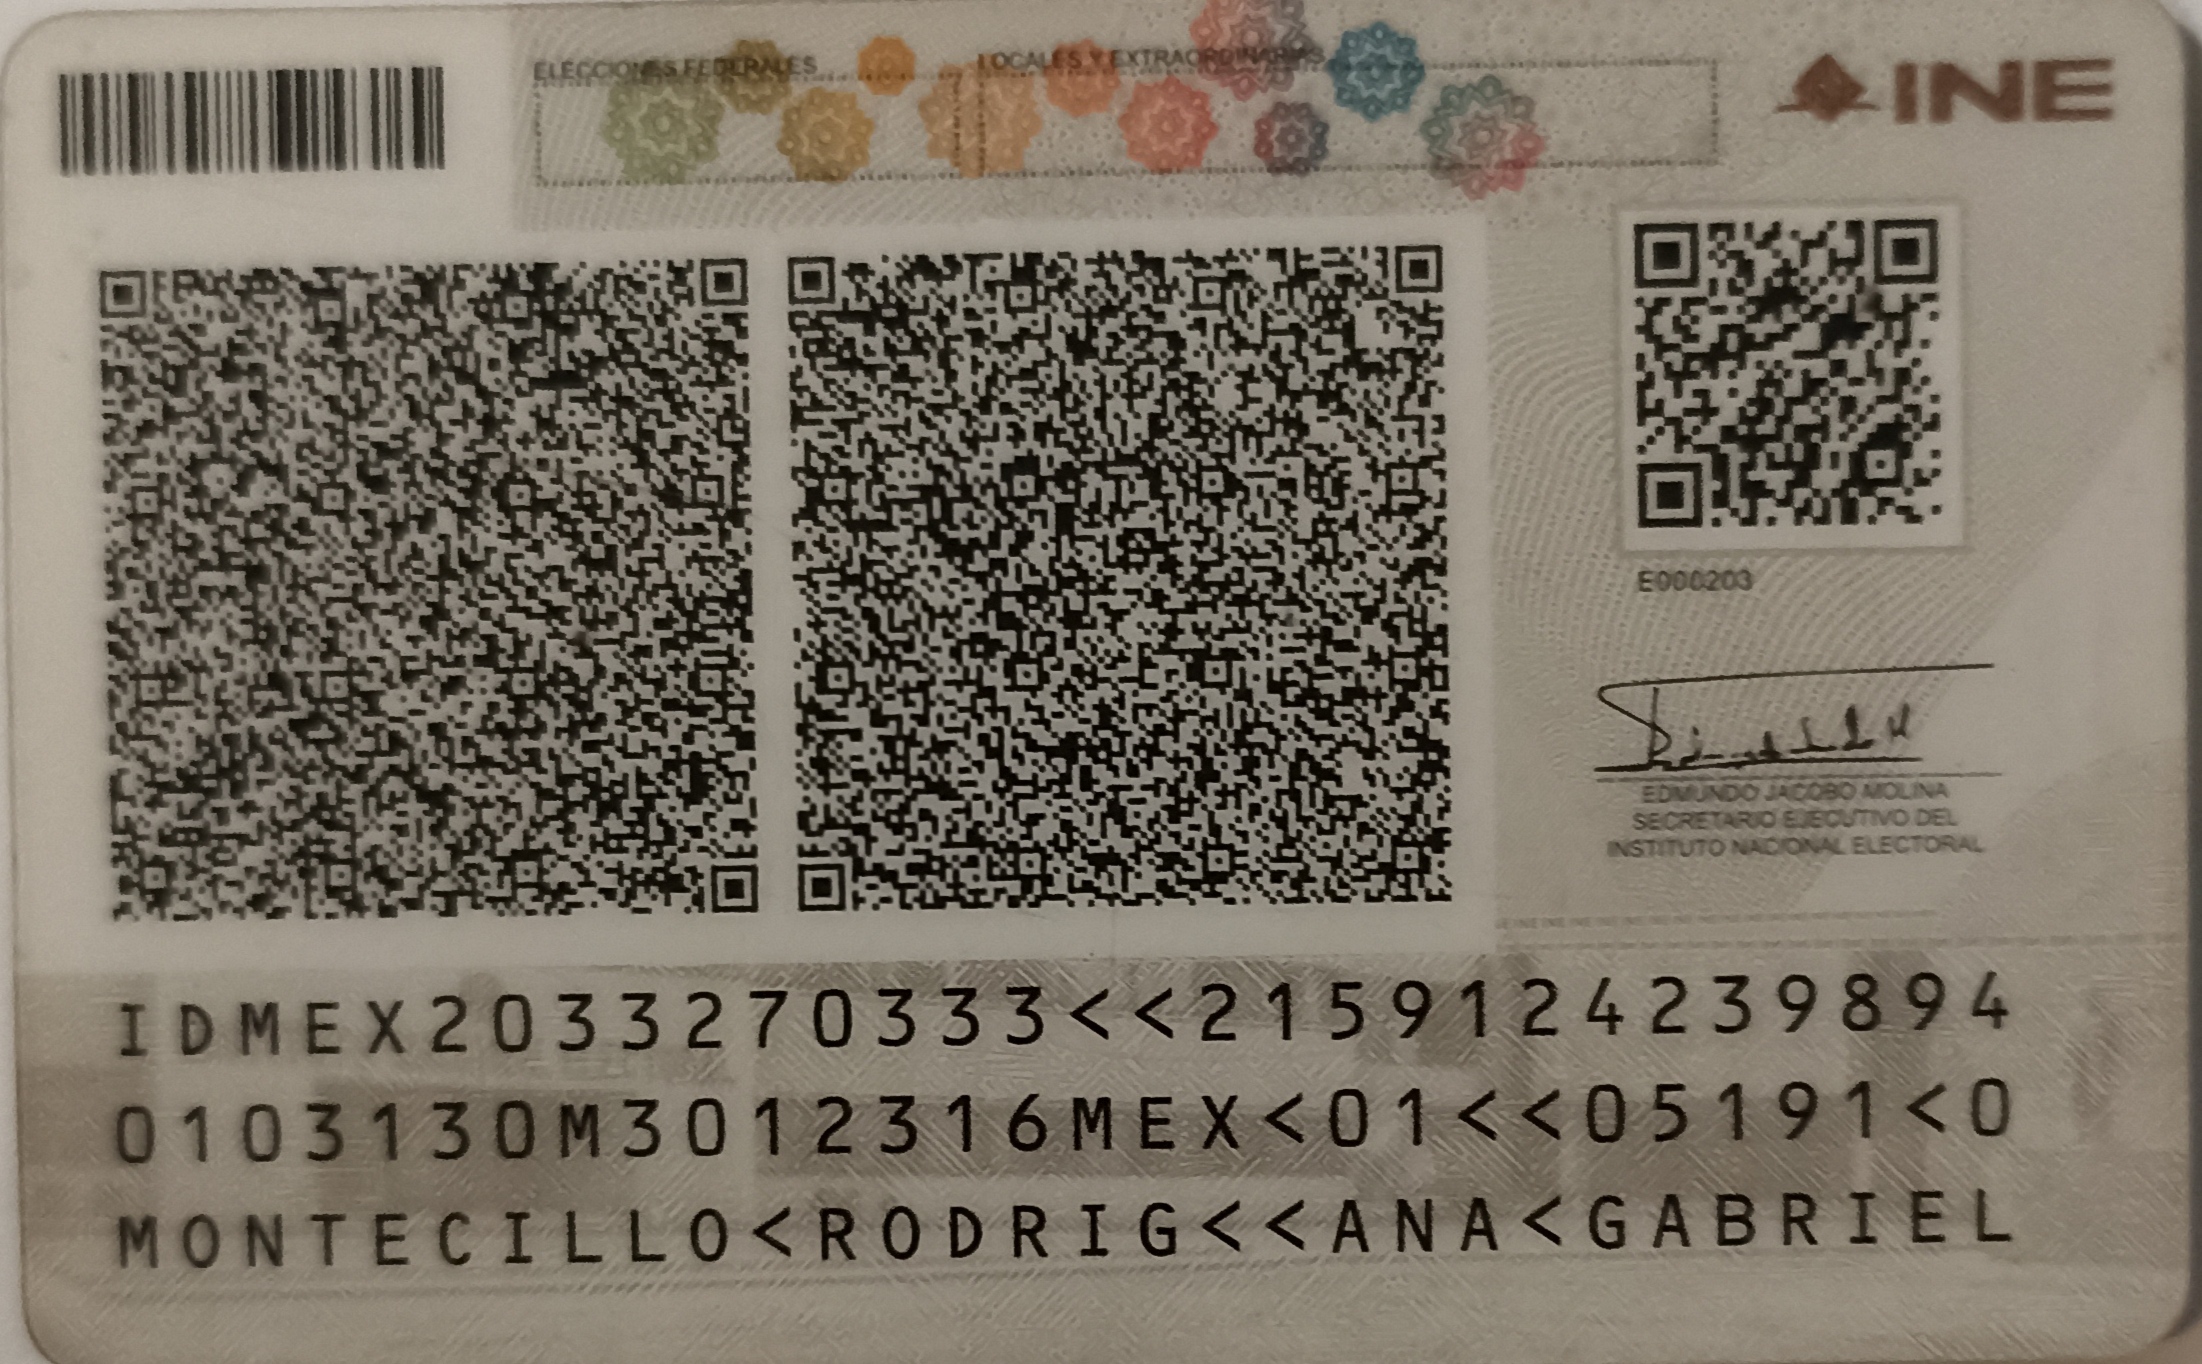 ELECCIONES FEDERALES
LOCALES Y EXTRAORDINARIAS
INE
E000203
EDMUNDO JACOBO MOLINA
SECRETARIO EJECUTIVO DEL
INSTITUTO NACIONAL ELECTORAL
IDMEX2033270333<<2159124239894
0103130M3012316MEX<01<<05191<0
MONTECILLO<RODRIG<<ANA<GABRIEL